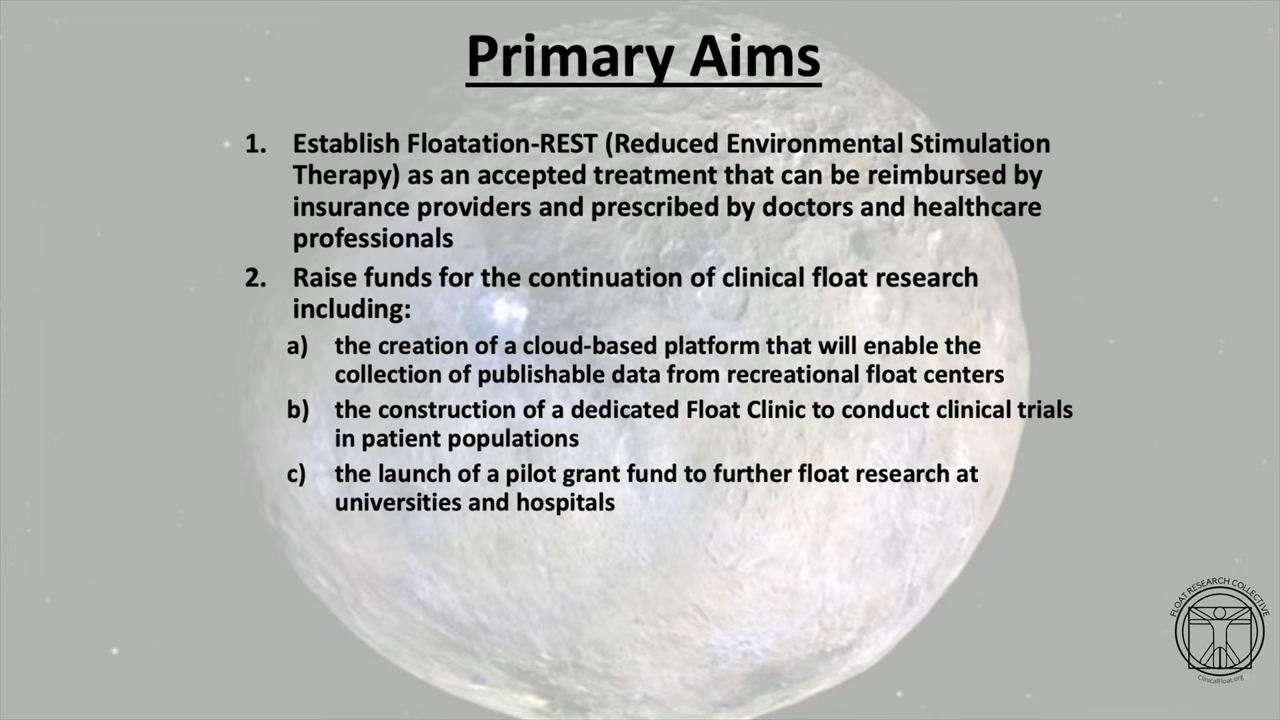 Primary Aims
1. Establish Floatation-REST (Reduced Environmental Stimulation
Therapy) as an accepted treatment that can be reimbursed by
insurance providers and prescribed by doctors and healthcare
professionals
2. Raise funds for the continuation of clinical float research
including:
a) the creation of a cloud-based platform that will enable the
collection of publishable data from recreational float centers
b) the construction of a dedicated Float Clinic to conduct clinical trials
in patient populations
c) the launch of a pilot grant fund to further float research at
universities and hospitals
FLOAT RESEARCH COLLECTIVE
ClinicalFloat.org